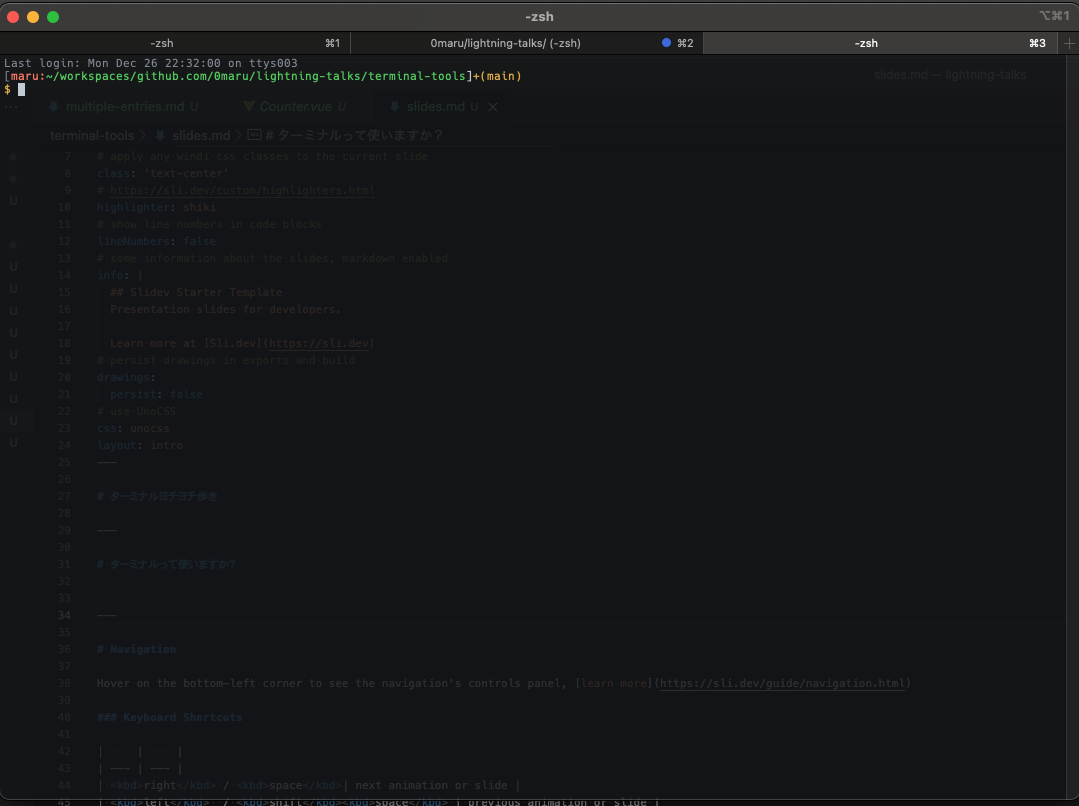 -zsh
⌥⌘1
-zsh ⌘1
0maru/lightning-talks/ (-zsh) ⌘2
-zsh ⌘3
Last login: Mon Dec 26 22:32:00 on ttys003
[maru:~/workspaces/github.com/0maru/lightning-talks/terminal-tools]+(main)
$
slides.md — lightning-talks
multiple-entries.md U
Counter.vue U
slides.md U
terminal-tools > slides.md > # ターミナルって使いますか?
7 # apply any windi css classes to the current slide
8 class: 'text-center'
9 # https://sli.dev/custom/highlighters.html
10 highlighter: shiki
11 # show line numbers in code blocks
12 lineNumbers: false
13 # some information about the slides, markdown enabled
14 info: |
15 ## Slidev Starter Template
16 Presentation slides for developers.
17
18 Learn more at [Sli.dev](https://sli.dev)
19 # persist drawings in exports and build
20 drawings:
21 persist: false
22 # use UnoCSS
23 css: unocss
24 layout: intro
25 ---
26
27 # ターミナルヨチヨチ歩き
28
29 ---
30
31 # ターミナルって使いますか?
32
33
34 ---
35
36 # Navigation
37
38 Hover on the bottom-left corner to see the navigation's controls panel, [learn more](https://sli.dev/guide/navigation.html)
39
40 ### Keyboard Shortcuts
41
42 | | |
43 | --- | --- |
44 | <kbd>right</kbd> / <kbd>space</kbd>| next animation or slide |
45 | <kbd>left</kbd> / <kbd>shift</kbd><kbd>space</kbd> | previous animation or slide |